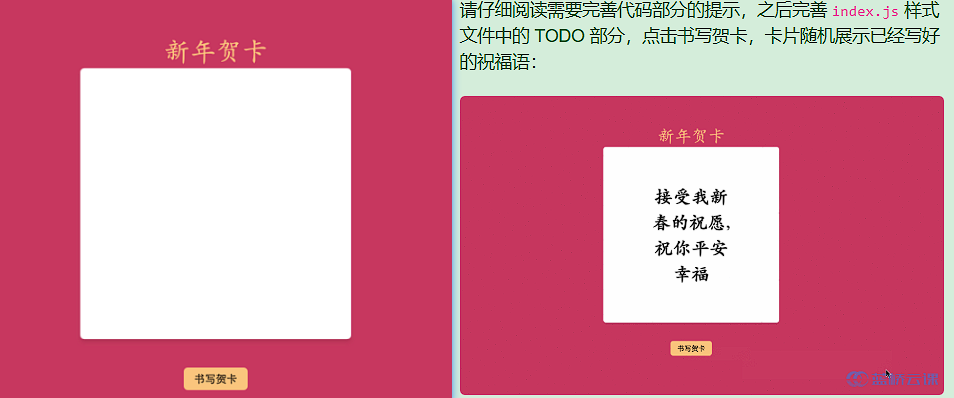 新年贺卡
书写贺卡
请仔细阅读需要完善代码部分的提示，之后完善 index.js 样式
文件中的 TODO 部分，点击书写贺卡，卡片随机展示已经写好
的祝福语：
新年贺卡
接受我新
春的祝愿，
祝你平安
幸福
书写贺卡